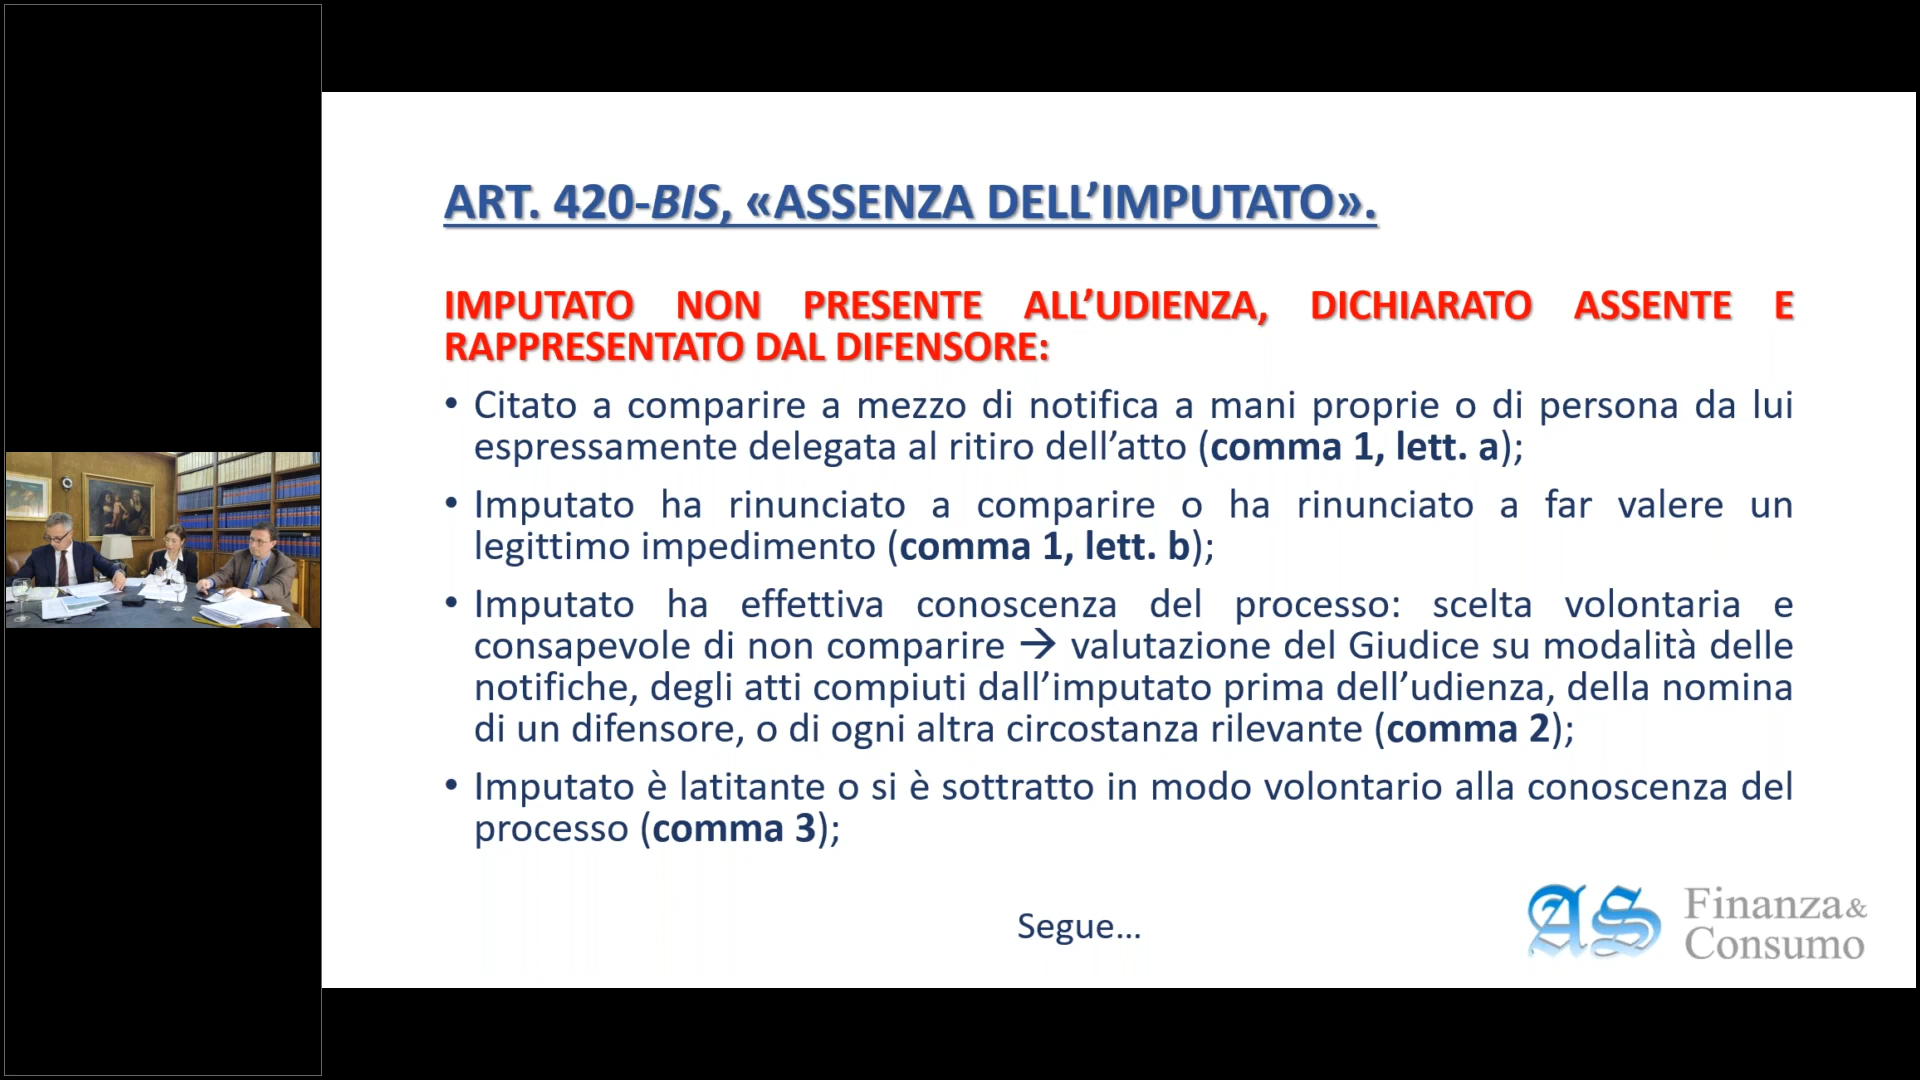 ART. 420-BIS, «ASSENZA DELL’IMPUTATO».
IMPUTATO NON PRESENTE ALL’UDIENZA, DICHIARATO ASSENTE E
RAPPRESENTATO DAL DIFENSORE:
• Citato a comparire a mezzo di notifica a mani proprie o di persona da lui
espressamente delegata al ritiro dell’atto (comma 1, lett. a);
• Imputato ha rinunciato a comparire o ha rinunciato a far valere un
legittimo impedimento (comma 1, lett. b);
• Imputato ha effettiva conoscenza del processo: scelta volontaria e
consapevole di non comparire → valutazione del Giudice su modalità delle
notifiche, degli atti compiuti dall’imputato prima dell’udienza, della nomina
di un difensore, o di ogni altra circostanza rilevante (comma 2);
• Imputato è latitante o si è sottratto in modo volontario alla conoscenza del
processo (comma 3);
Segue…
AS Finanza&
Consumo